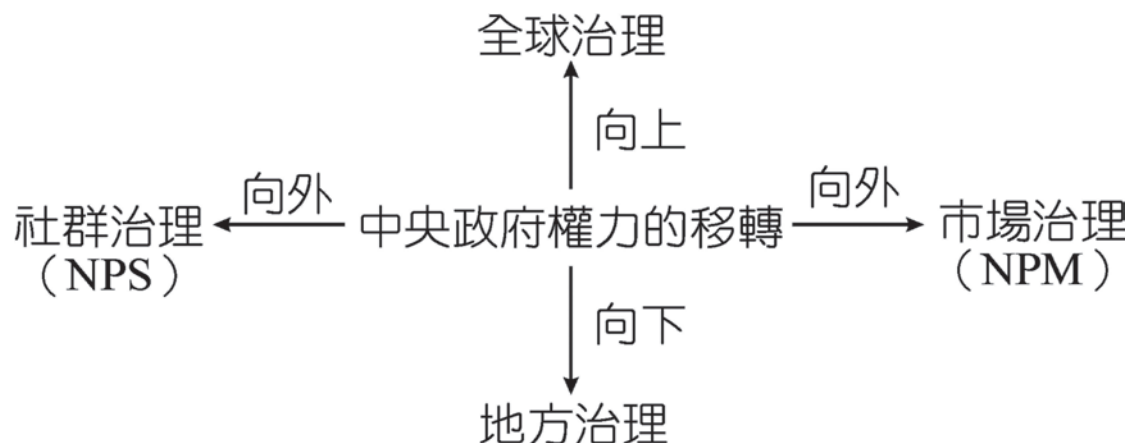 全球治理
向上
向外
向外
社群治理
（NPS）
中央政府權力的移轉
市場治理
（NPM）
向下
地方治理